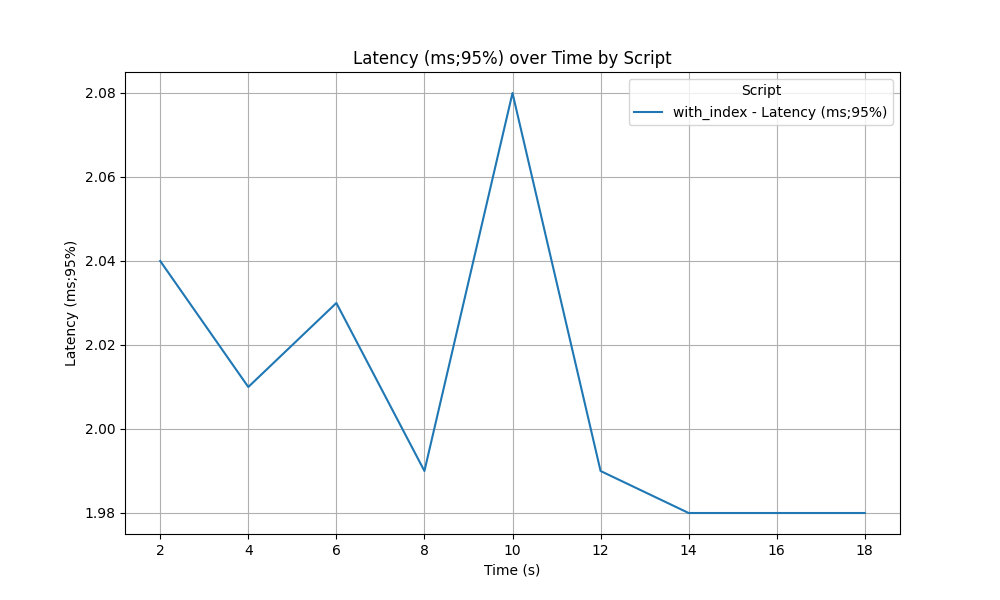 Latency (ms;95%) over Time by Script
Script
with_index - Latency (ms;95%)
Latency (ms;95%)
2.08
2.06
2.04
2.02
2.00
1.98
2 4 6 8 10 12 14 16 18
Time (s)